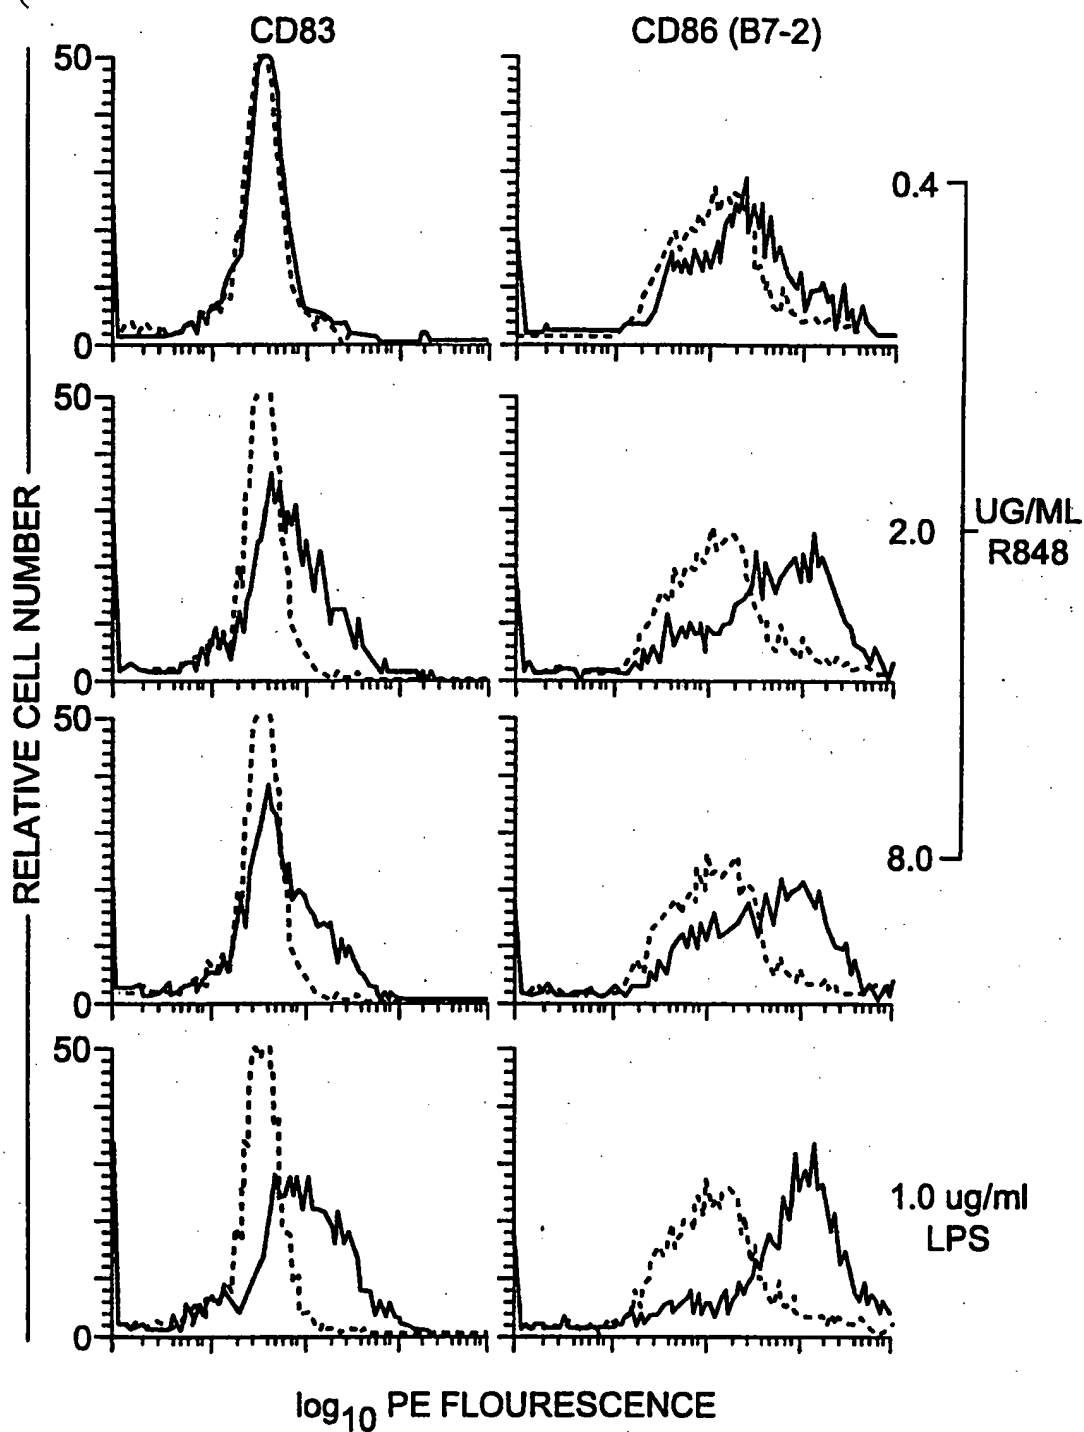 CD83
CD86 (B7-2)
50
0
0.4
50
0
2.0
UG/ML
R848
50
0
8.0
50
0
1.0 ug/ml
LPS
RELATIVE CELL NUMBER
log10 PE FLOURESCENCE